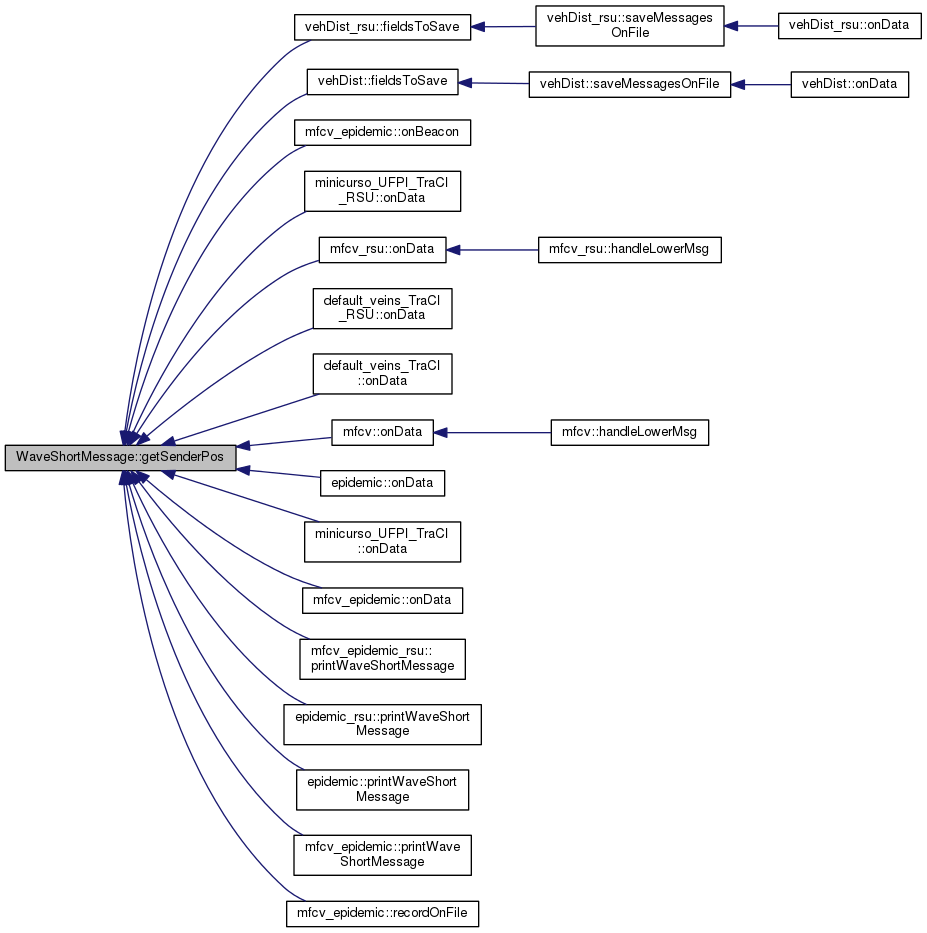 vehDist_rsu::fieldsToSave
vehDist_rsu::saveMessages
OnFile
vehDist_rsu::onData
vehDist::fieldsToSave
vehDist::saveMessagesOnFile
vehDist::onData
mfcv_epidemic::onBeacon
minicurso_UFPI_TraCI
_RSU::onData
mfcv_rsu::onData
mfcv_rsu::handleLowerMsg
default_veins_TraCI
_RSU::onData
default_veins_TraCI
::onData
mfcv::onData
mfcv::handleLowerMsg
WaveShortMessage::getSenderPos
epidemic::onData
minicurso_UFPI_TraCI
::onData
mfcv_epidemic::onData
mfcv_epidemic_rsu::
printWaveShortMessage
epidemic_rsu::printWaveShort
Message
epidemic::printWaveShort
Message
mfcv_epidemic::printWave
ShortMessage
mfcv_epidemic::recordOnFile